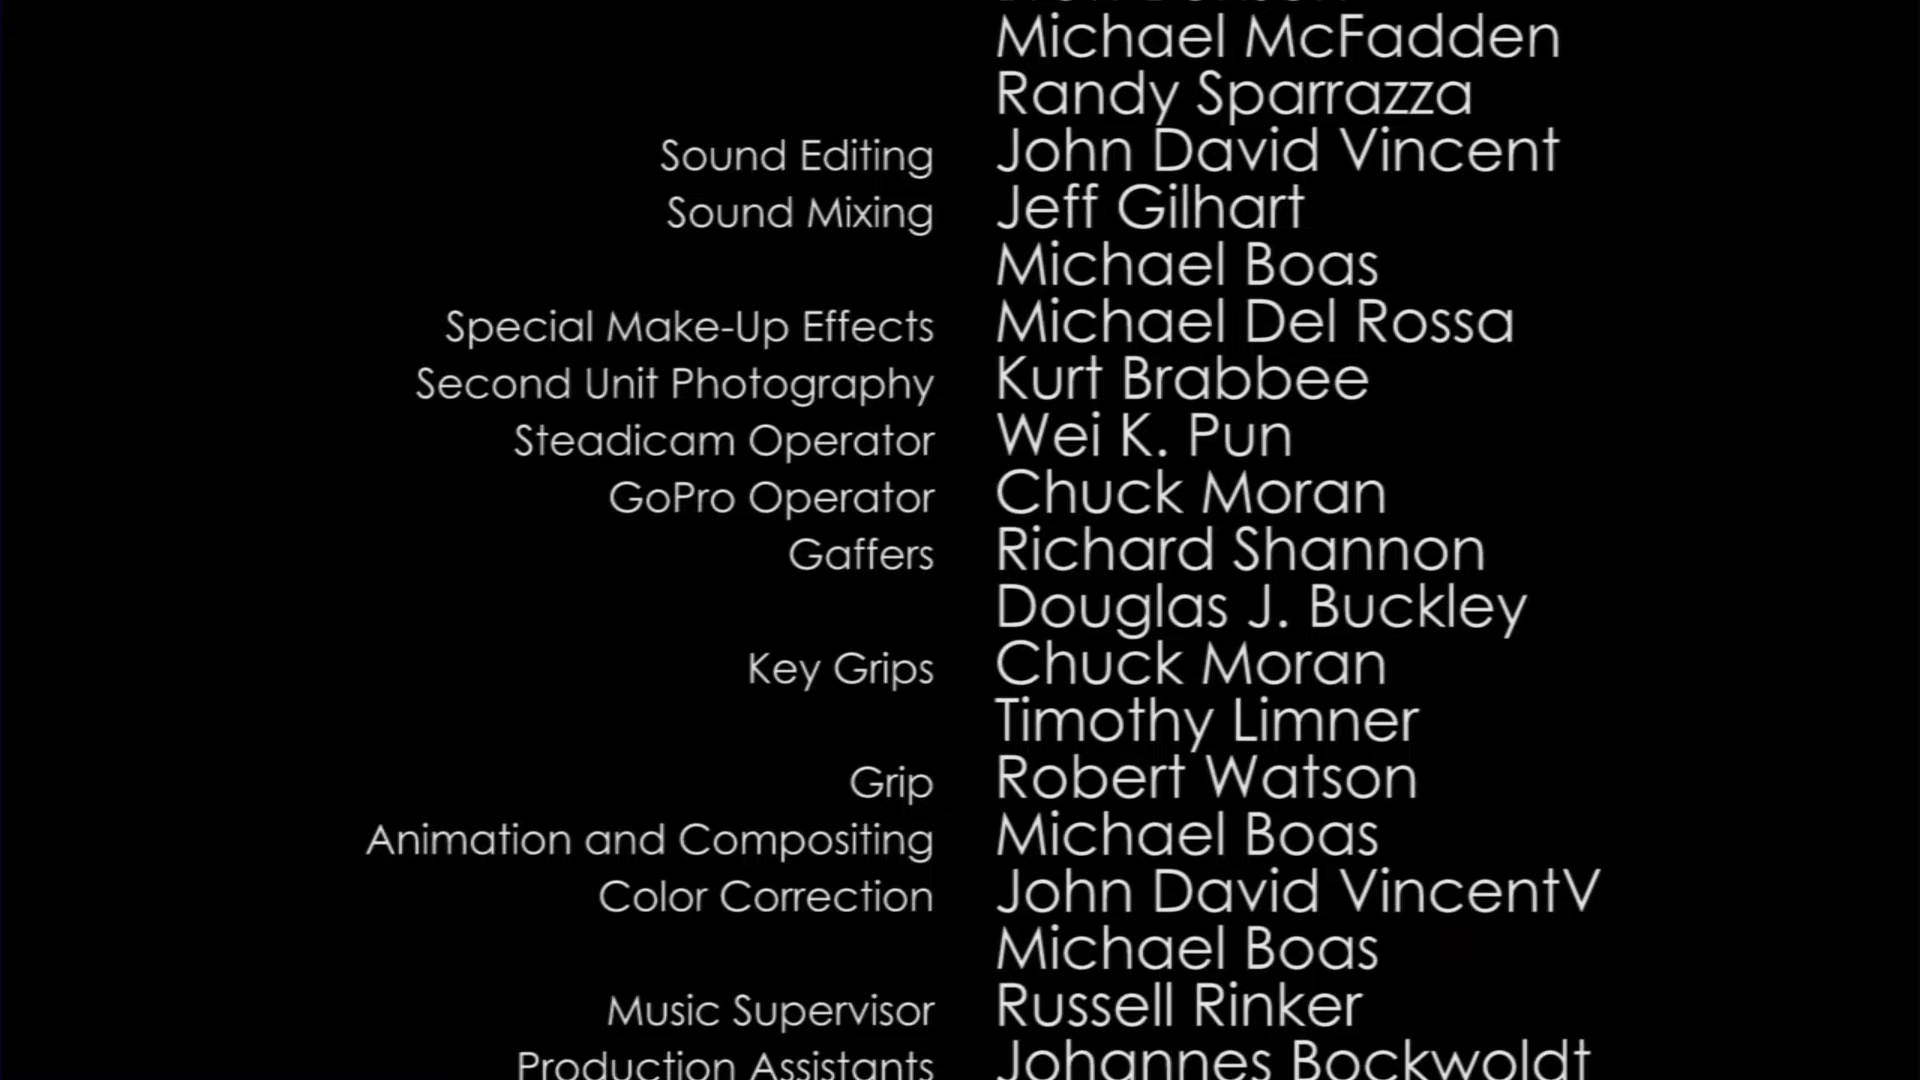 Michael McFadden
Randy Sparrazza
Sound Editing John David Vincent
Sound Mixing Jeff Gilhart
Michael Boas
Special Make-Up Effects Michael Del Rossa
Second Unit Photography Kurt Brabbee
Steadicam Operator Wei K. Pun
GoPro Operator Chuck Moran
Gaffers Richard Shannon
Douglas J. Buckley
Key Grips Chuck Moran
Timothy Limner
Grip Robert Watson
Animation and Compositing Michael Boas
Color Correction John David VincentV
Michael Boas
Music Supervisor Russell Rinker
Production Assistants Johannes Bockwoldt